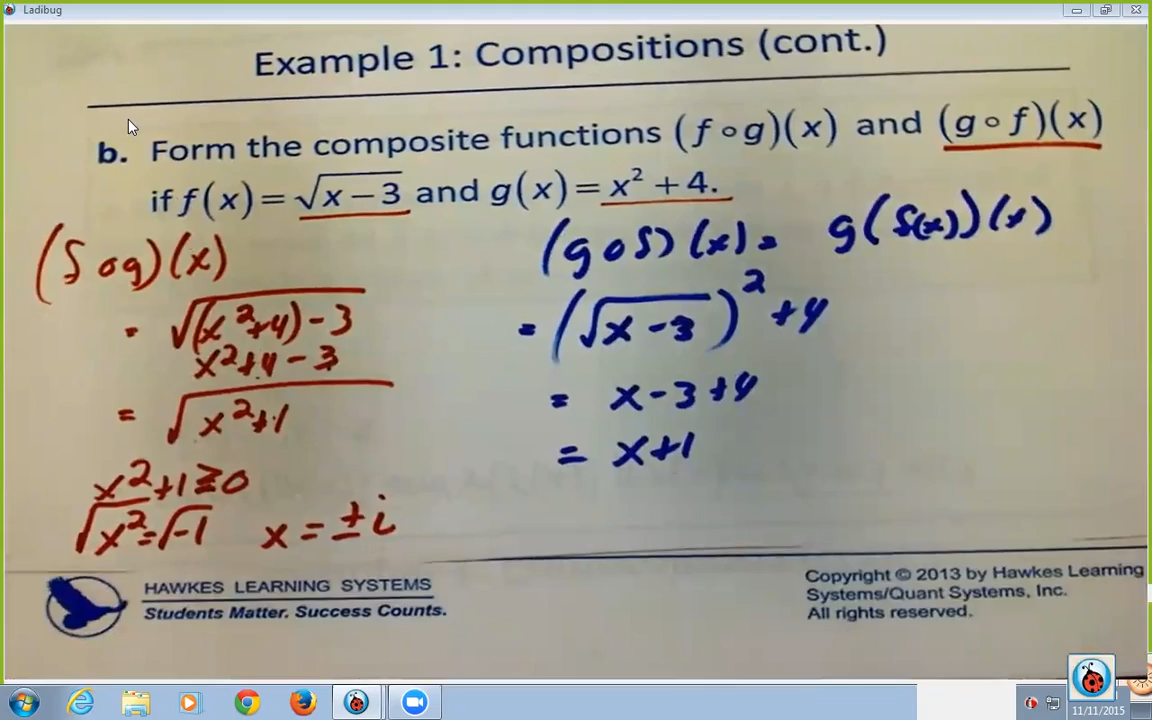 Ladibug
Example 1: Compositions (cont.)
b. Form the composite functions (f∘g)(x) and (g∘f)(x)
if f(x) = √(x − 3) and g(x) = x² + 4.
(f∘g)(x)
= √((x²+4) − 3)
x²+4 − 3
= √(x²+1)
x²+1 ≥ 0
√x² = √-1 x = ±i
(g∘f)(x) = g(f(x))(x)
= (√(x − 3))² + 4
= x − 3 + 4
= x+1
HAWKES LEARNING SYSTEMS
Students Matter. Success Counts.
Copyright © 2013 by Hawkes Learning
Systems/Quant Systems, Inc.
All rights reserved.
11/11/2015